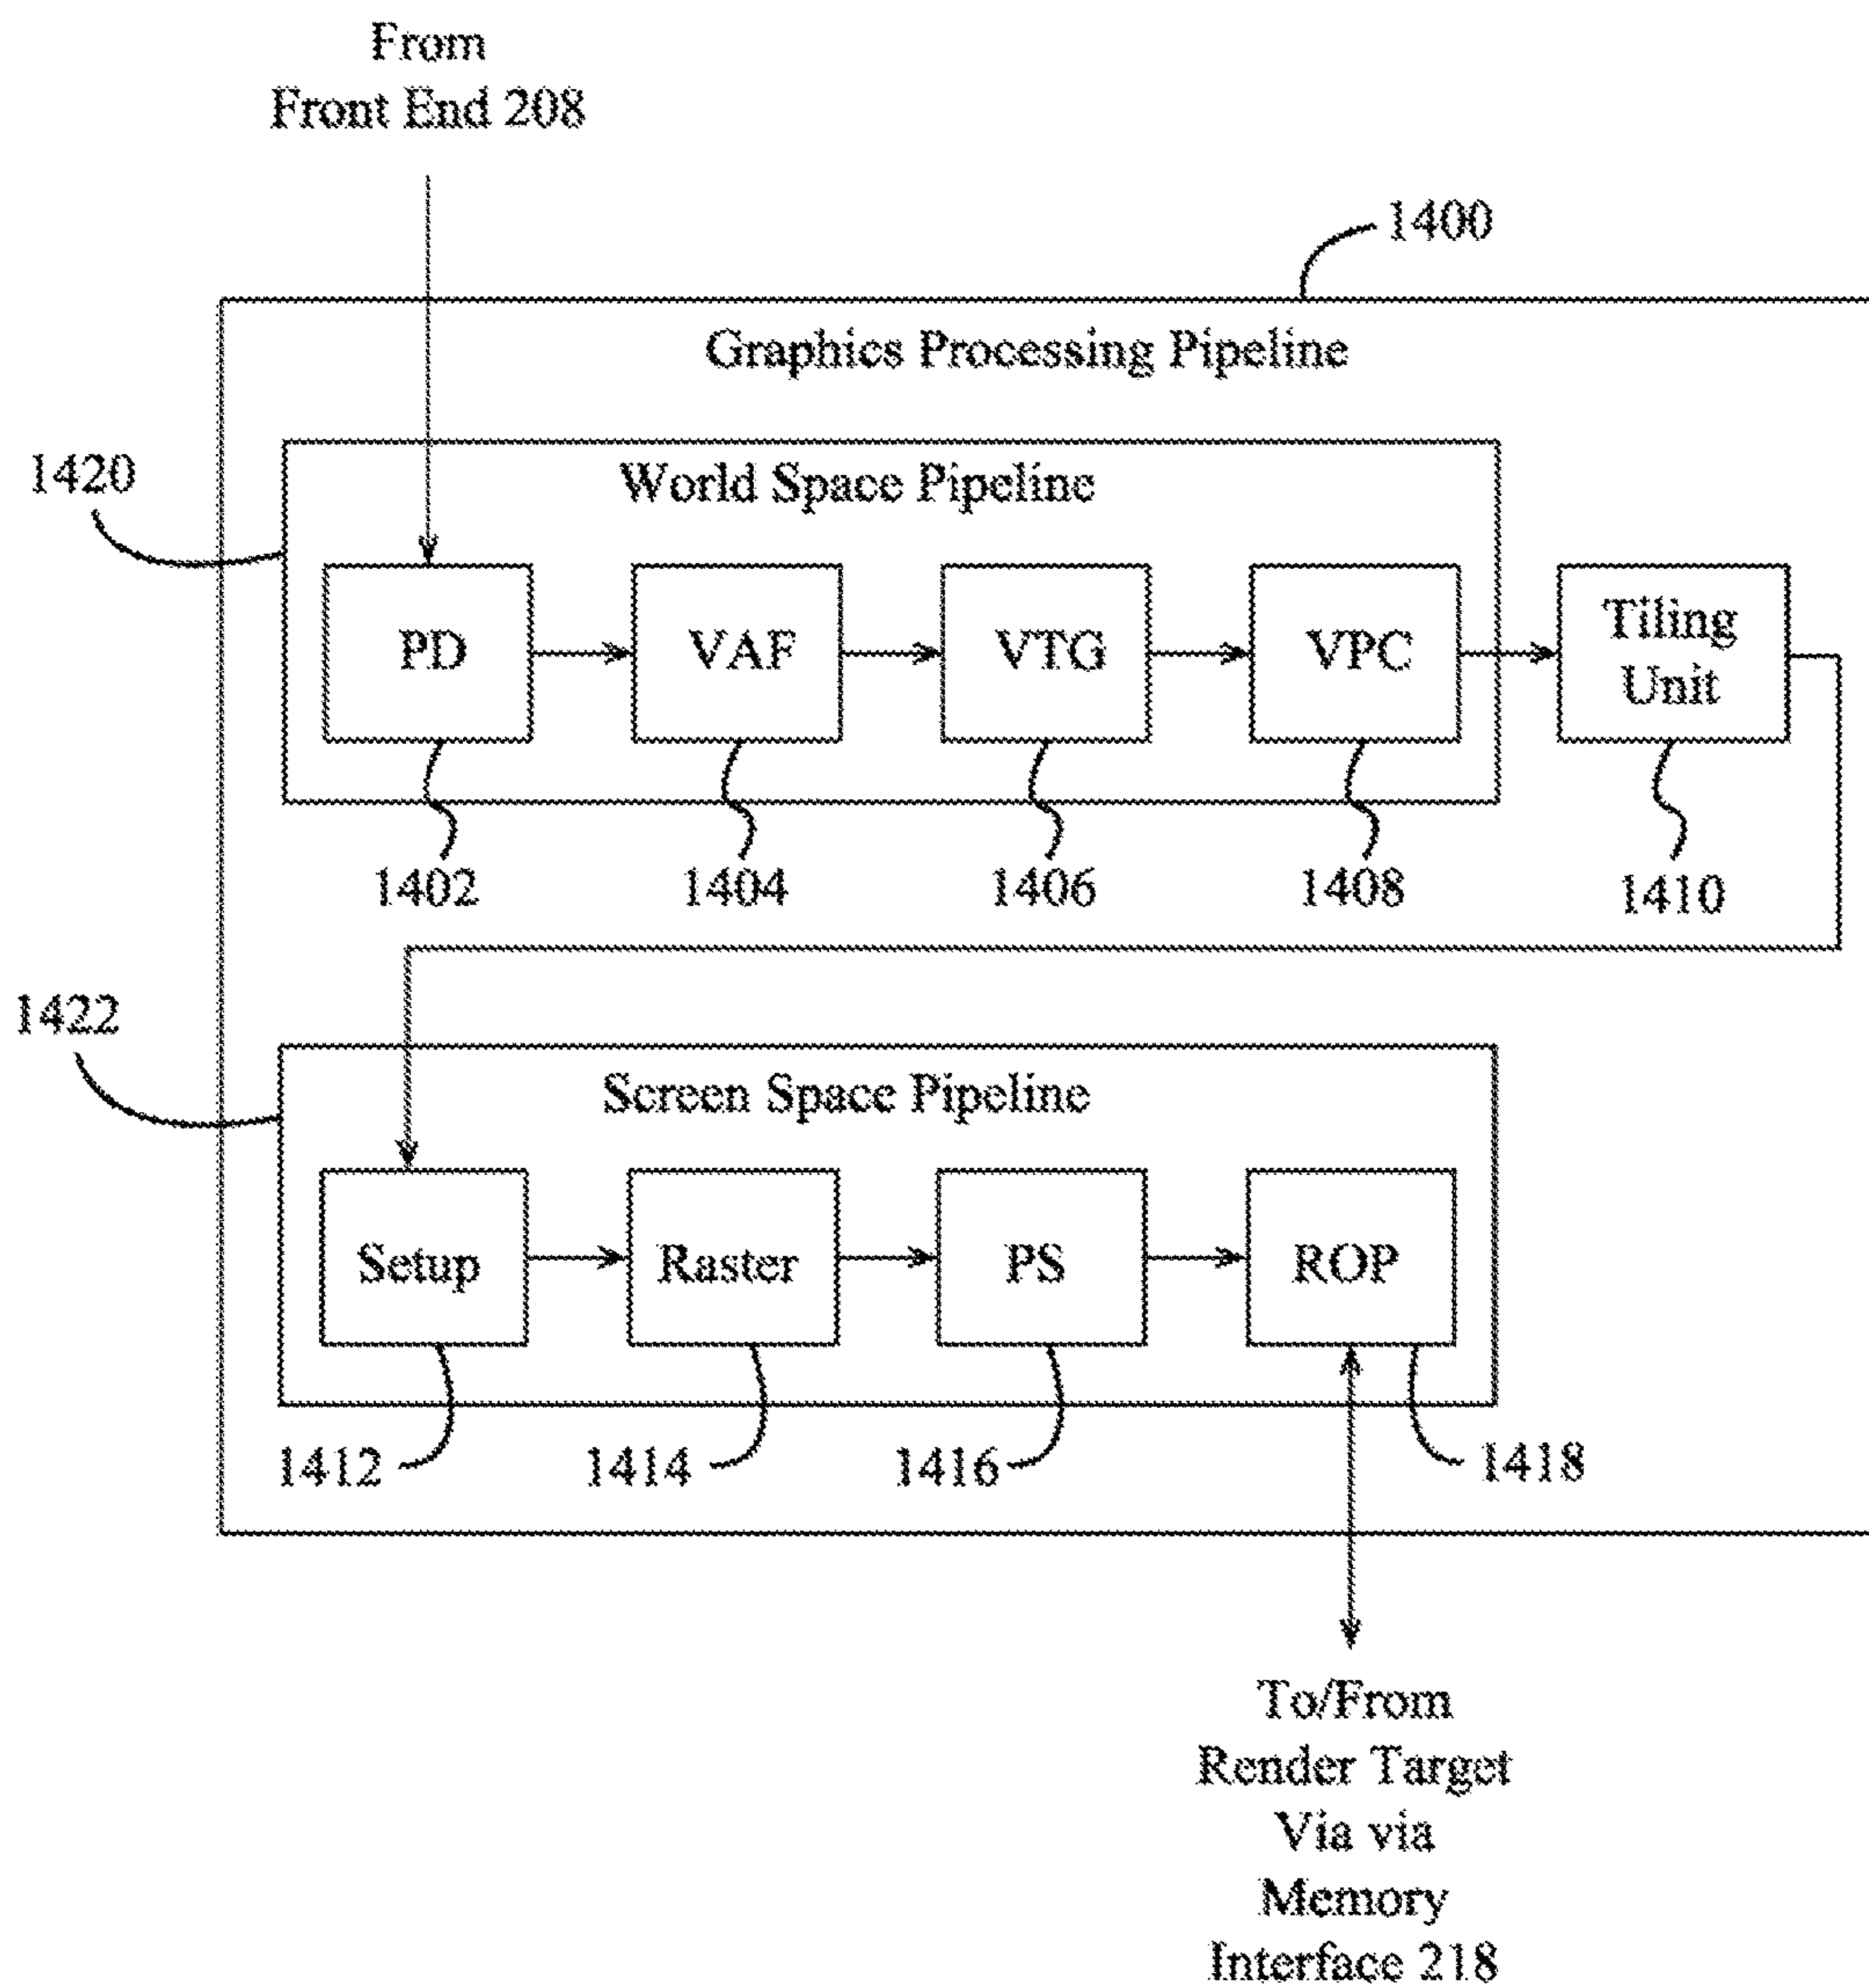 From
Front End 208
1400
Graphics Processing Pipeline
1420
World Space Pipeline
PD
VAF
VTG
VPC
Tiling
Unit
1402
1404
1406
1408
1410
1422
Screen Space Pipeline
Setup
Raster
PS
ROP
1412
1414
1416
1418
To/From
Render Target
Via via
Memory
Interface 218